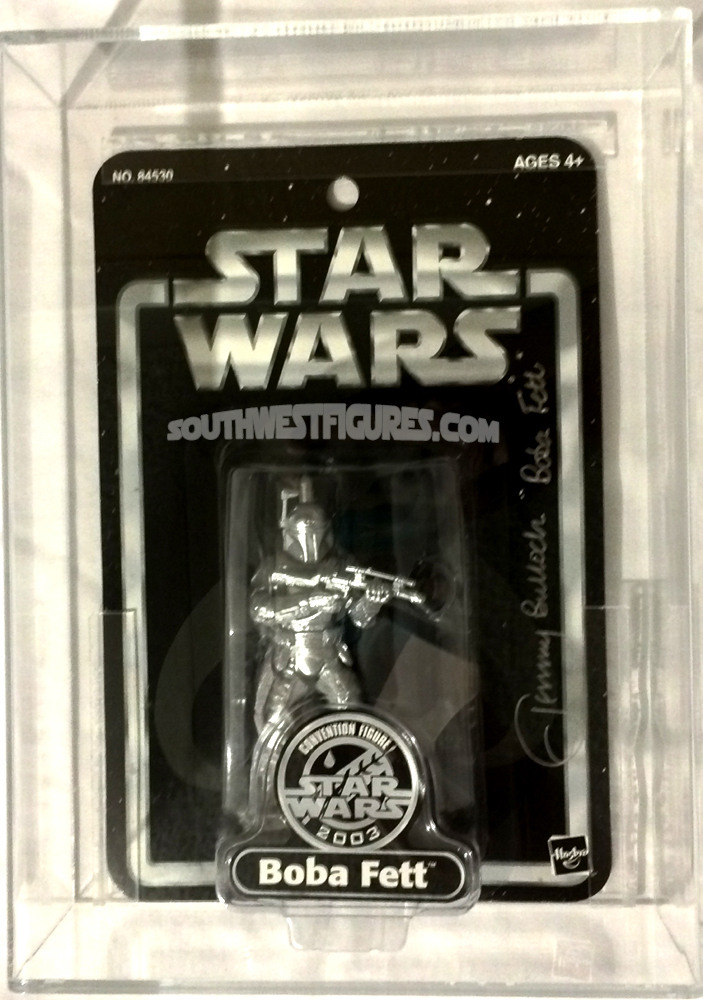 NO. 84530
AGES 4+
STAR
WARS
SOUTHWESTFIGURES.COM
Jeremy Bulloch "Boba Fett"
CONVENTION FIGURE!
STAR
WARS
2003
Boba Fett™
Hasbro